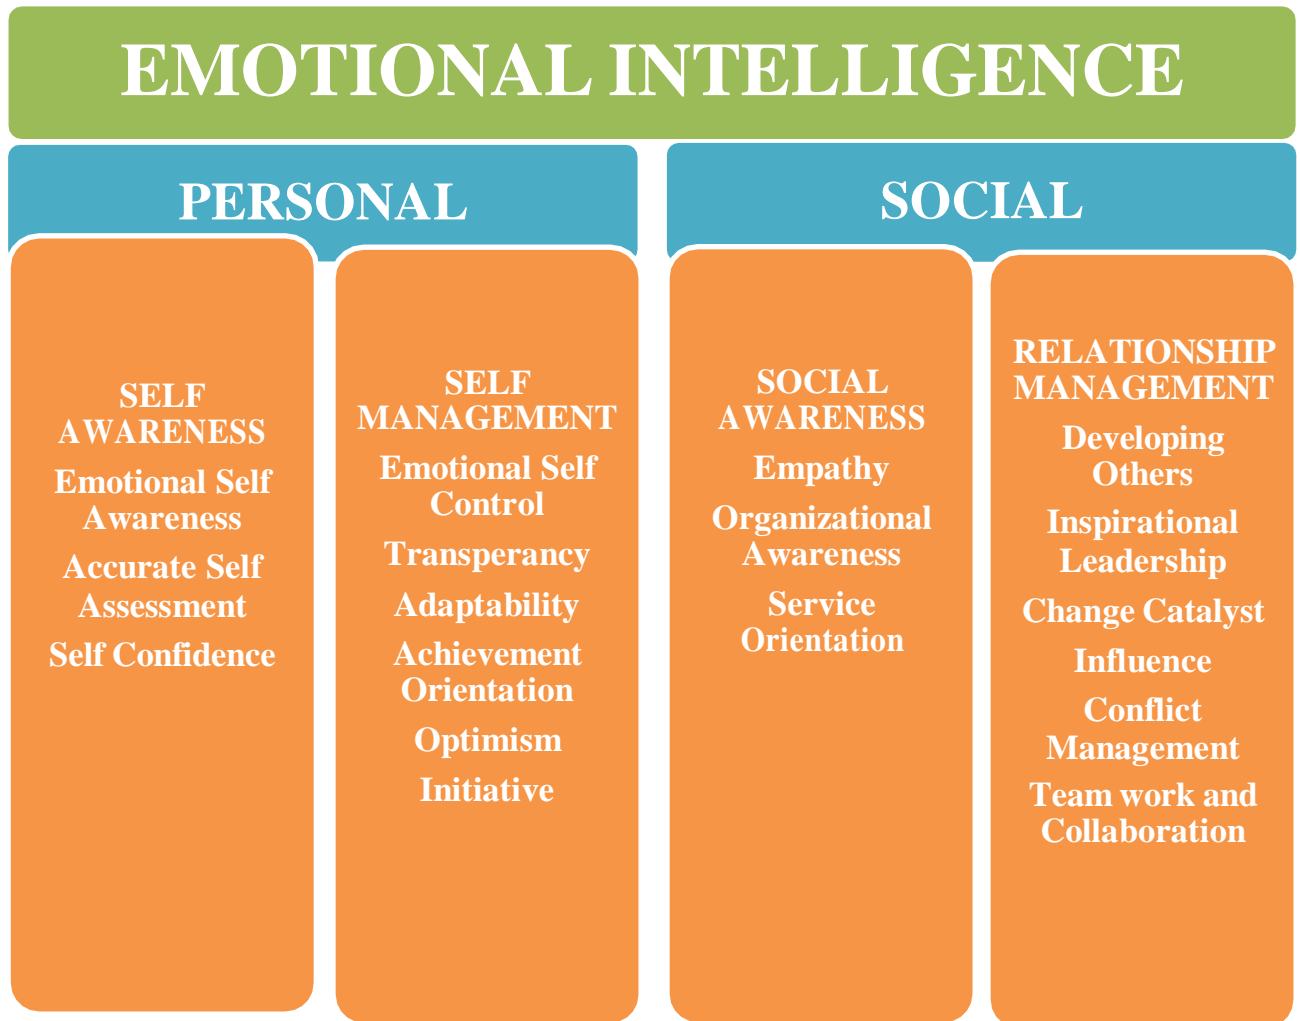 EMOTIONAL INTELLIGENCE
PERSONAL
SELF
AWARENESS
Emotional Self
Awareness
Accurate Self
Assessment
Self Confidence
SELF
MANAGEMENT
Emotional Self
Control
Transperancy
Adaptability
Achievement
Orientation
Optimism
Initiative
SOCIAL
SOCIAL
AWARENESS
Empathy
Organizational
Awareness
Service
Orientation
RELATIONSHIP
MANAGEMENT
Developing
Others
Inspirational
Leadership
Change Catalyst
Influence
Conflict
Management
Team work and
Collaboration